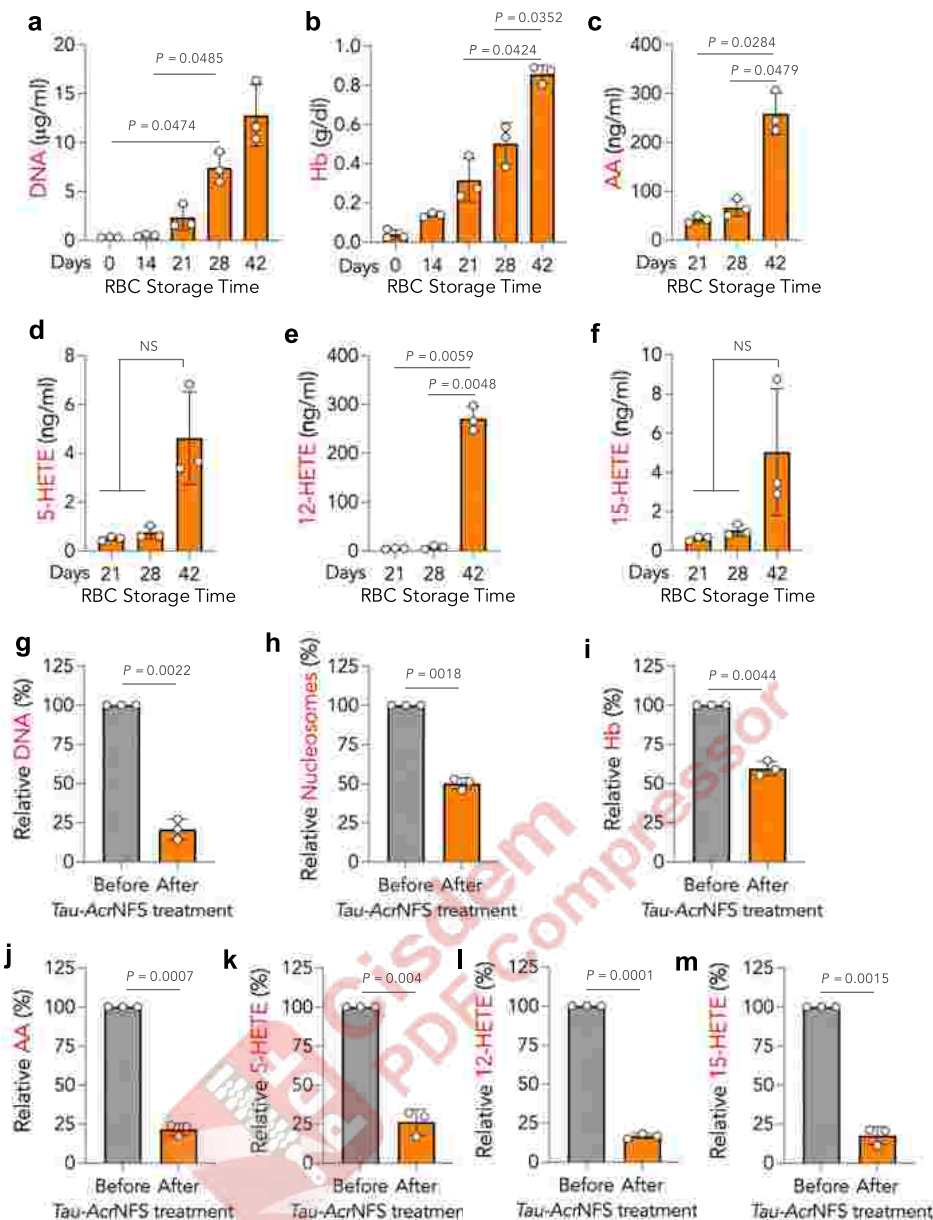 a
DNA (µg/ml)
20
15
10
5
0
P = 0.0485
P = 0.0474
Days 0 14 21 28 42
RBC Storage Time
b
Hb (g/dl)
1.0
0.8
0.6
0.4
0.2
0.0
P = 0.0352
P = 0.0424
Days 0 14 21 28 42
RBC Storage Time
c
AA (ng/ml)
400
300
200
100
0
P = 0.0284
P = 0.0479
Days 21 28 42
RBC Storage Time
d
5-HETE (ng/ml)
8
6
4
2
0
NS
Days 21 28 42
RBC Storage Time
e
12-HETE (ng/ml)
400
300
200
100
0
P = 0.0059
P = 0.0048
Days 21 28 42
RBC Storage Time
f
15-HETE (ng/ml)
10
8
6
4
2
0
NS
Days 21 28 42
RBC Storage Time
g
Relative DNA (%)
125
100
75
50
25
0
P = 0.0022
Before After
Tau-AcrNFS treatment
h
Relative Nucleosomes (%)
125
100
75
50
25
0
P = 0018
Before After
Tau-AcrNFS treatment
i
Relative Hb (%)
125
100
75
50
25
0
P = 0.0044
Before After
Tau-AcrNFS treatment
j
Relative AA (%)
125
100
75
50
25
0
P = 0.0007
Before After
Tau-AcrNFS treatment
k
Relative 5-HETE (%)
125
100
75
50
25
0
P = 0.004
Before After
Tau-AcrNFS treatment
l
Relative 12-HETE (%)
125
100
75
50
25
0
P = 0.0001
Before After
Tau-AcrNFS treatment
m
Relative 15-HETE (%)
125
100
75
50
25
0
P = 0.0015
Before After
Tau-AcrNFS treatment
Cisdem
PDF Compressor